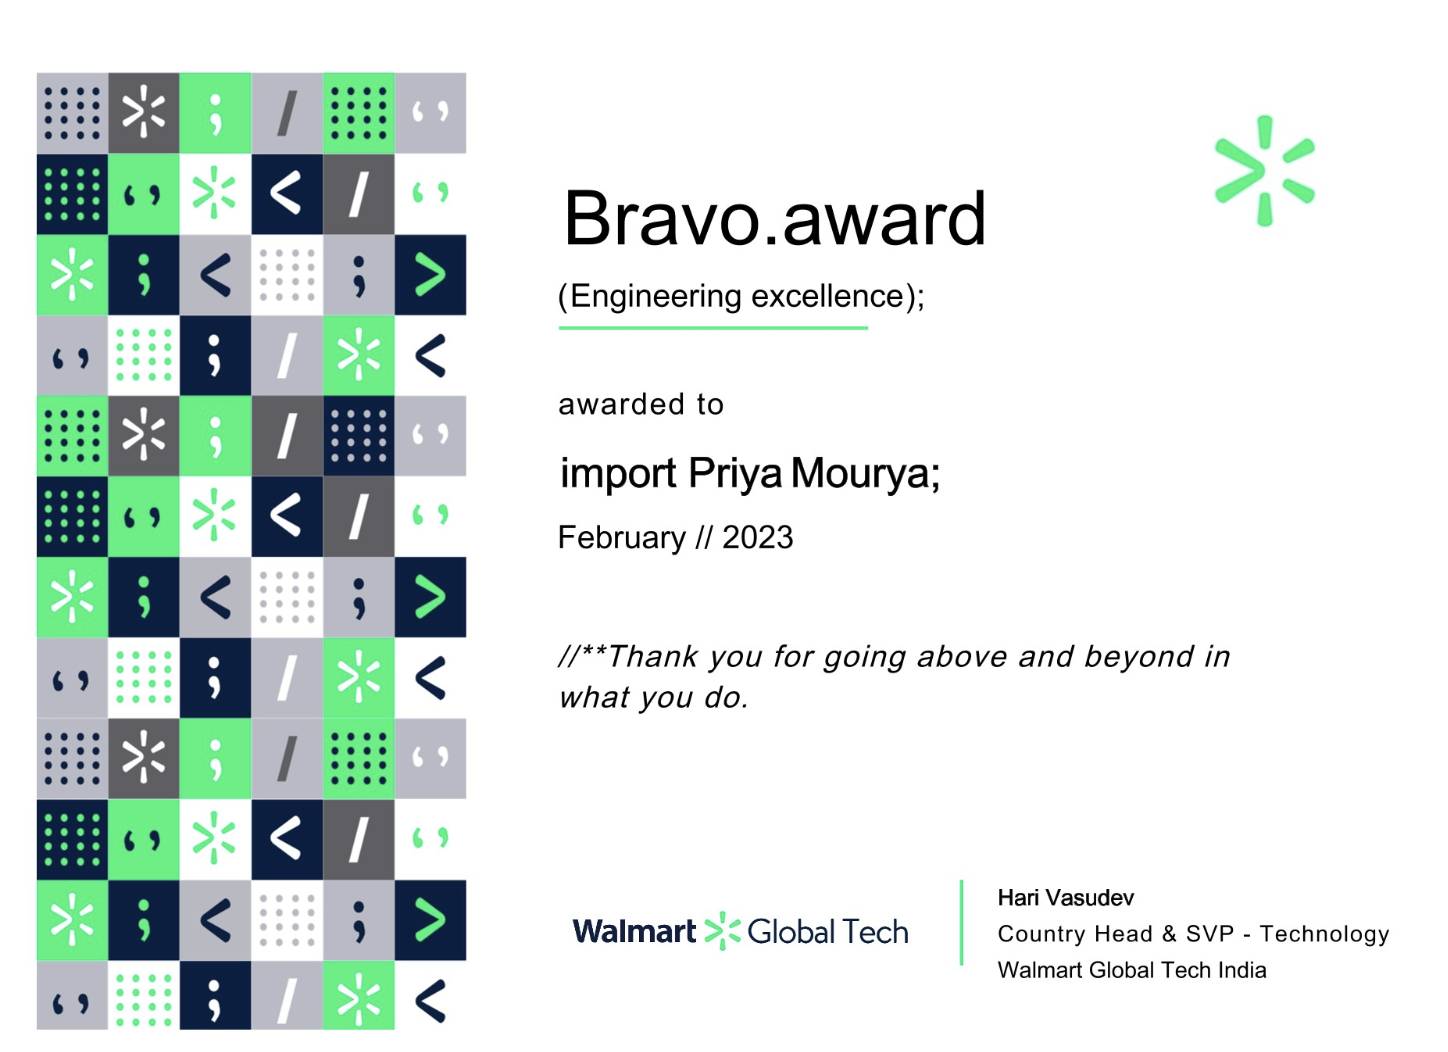 Bravo.award
(Engineering excellence);
awarded to
import Priya Mourya;
February // 2023
//**Thank you for going above and beyond in
what you do.
Walmart Global Tech
Hari Vasudev
Country Head & SVP - Technology
Walmart Global Tech India